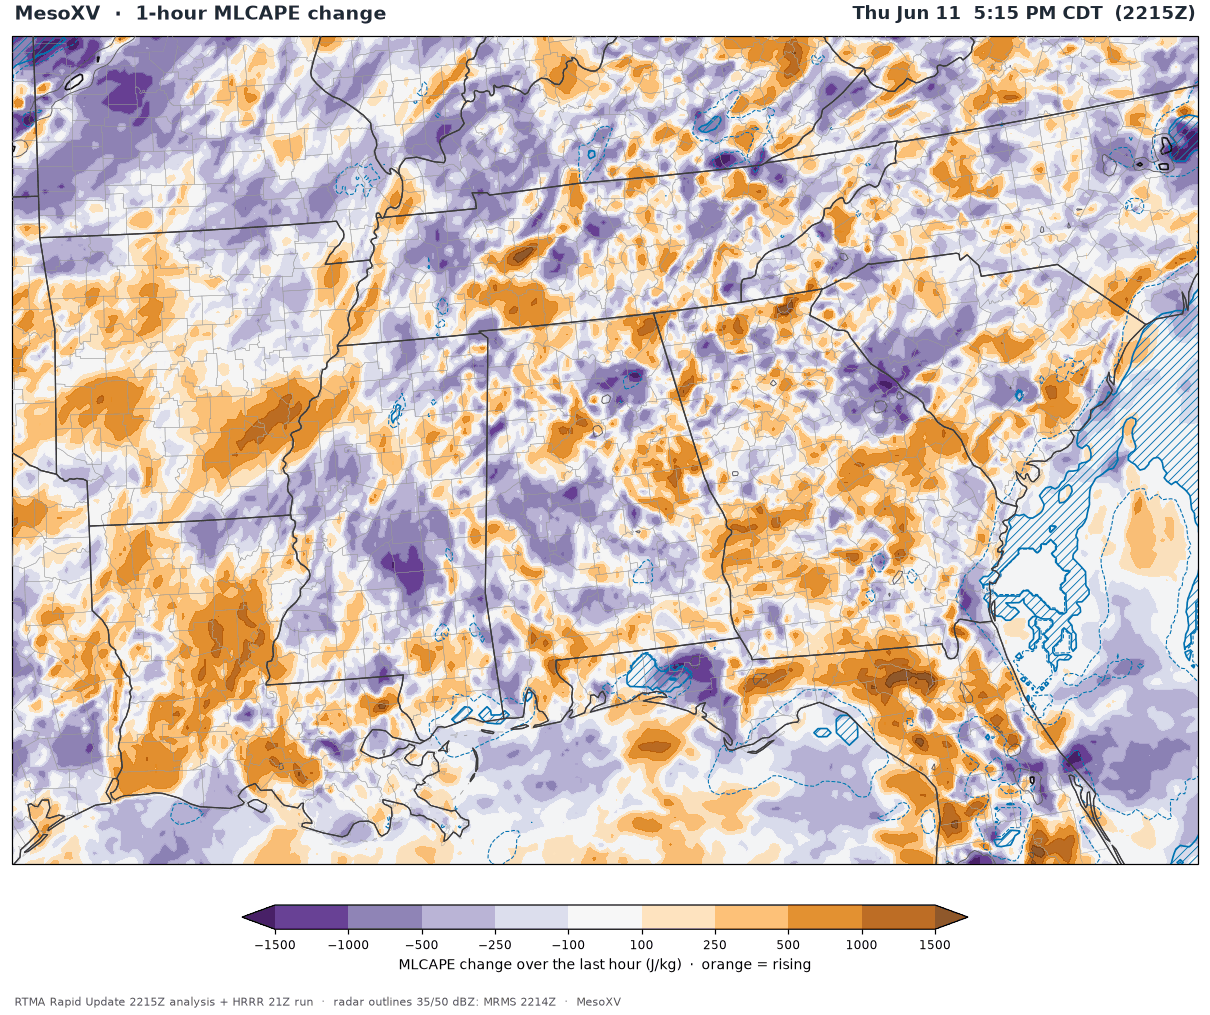 MesoXV  ·  1-hour MLCAPE change
Thu Jun 11  5:15 PM CDT  (2215Z)
−1500 −1000 −500 −250 −100 100 250 500 1000 1500
MLCAPE change over the last hour (J/kg)  ·  orange = rising
RTMA Rapid Update 2215Z analysis + HRRR 21Z run  ·  radar outlines 35/50 dBZ: MRMS 2214Z  ·  MesoXV